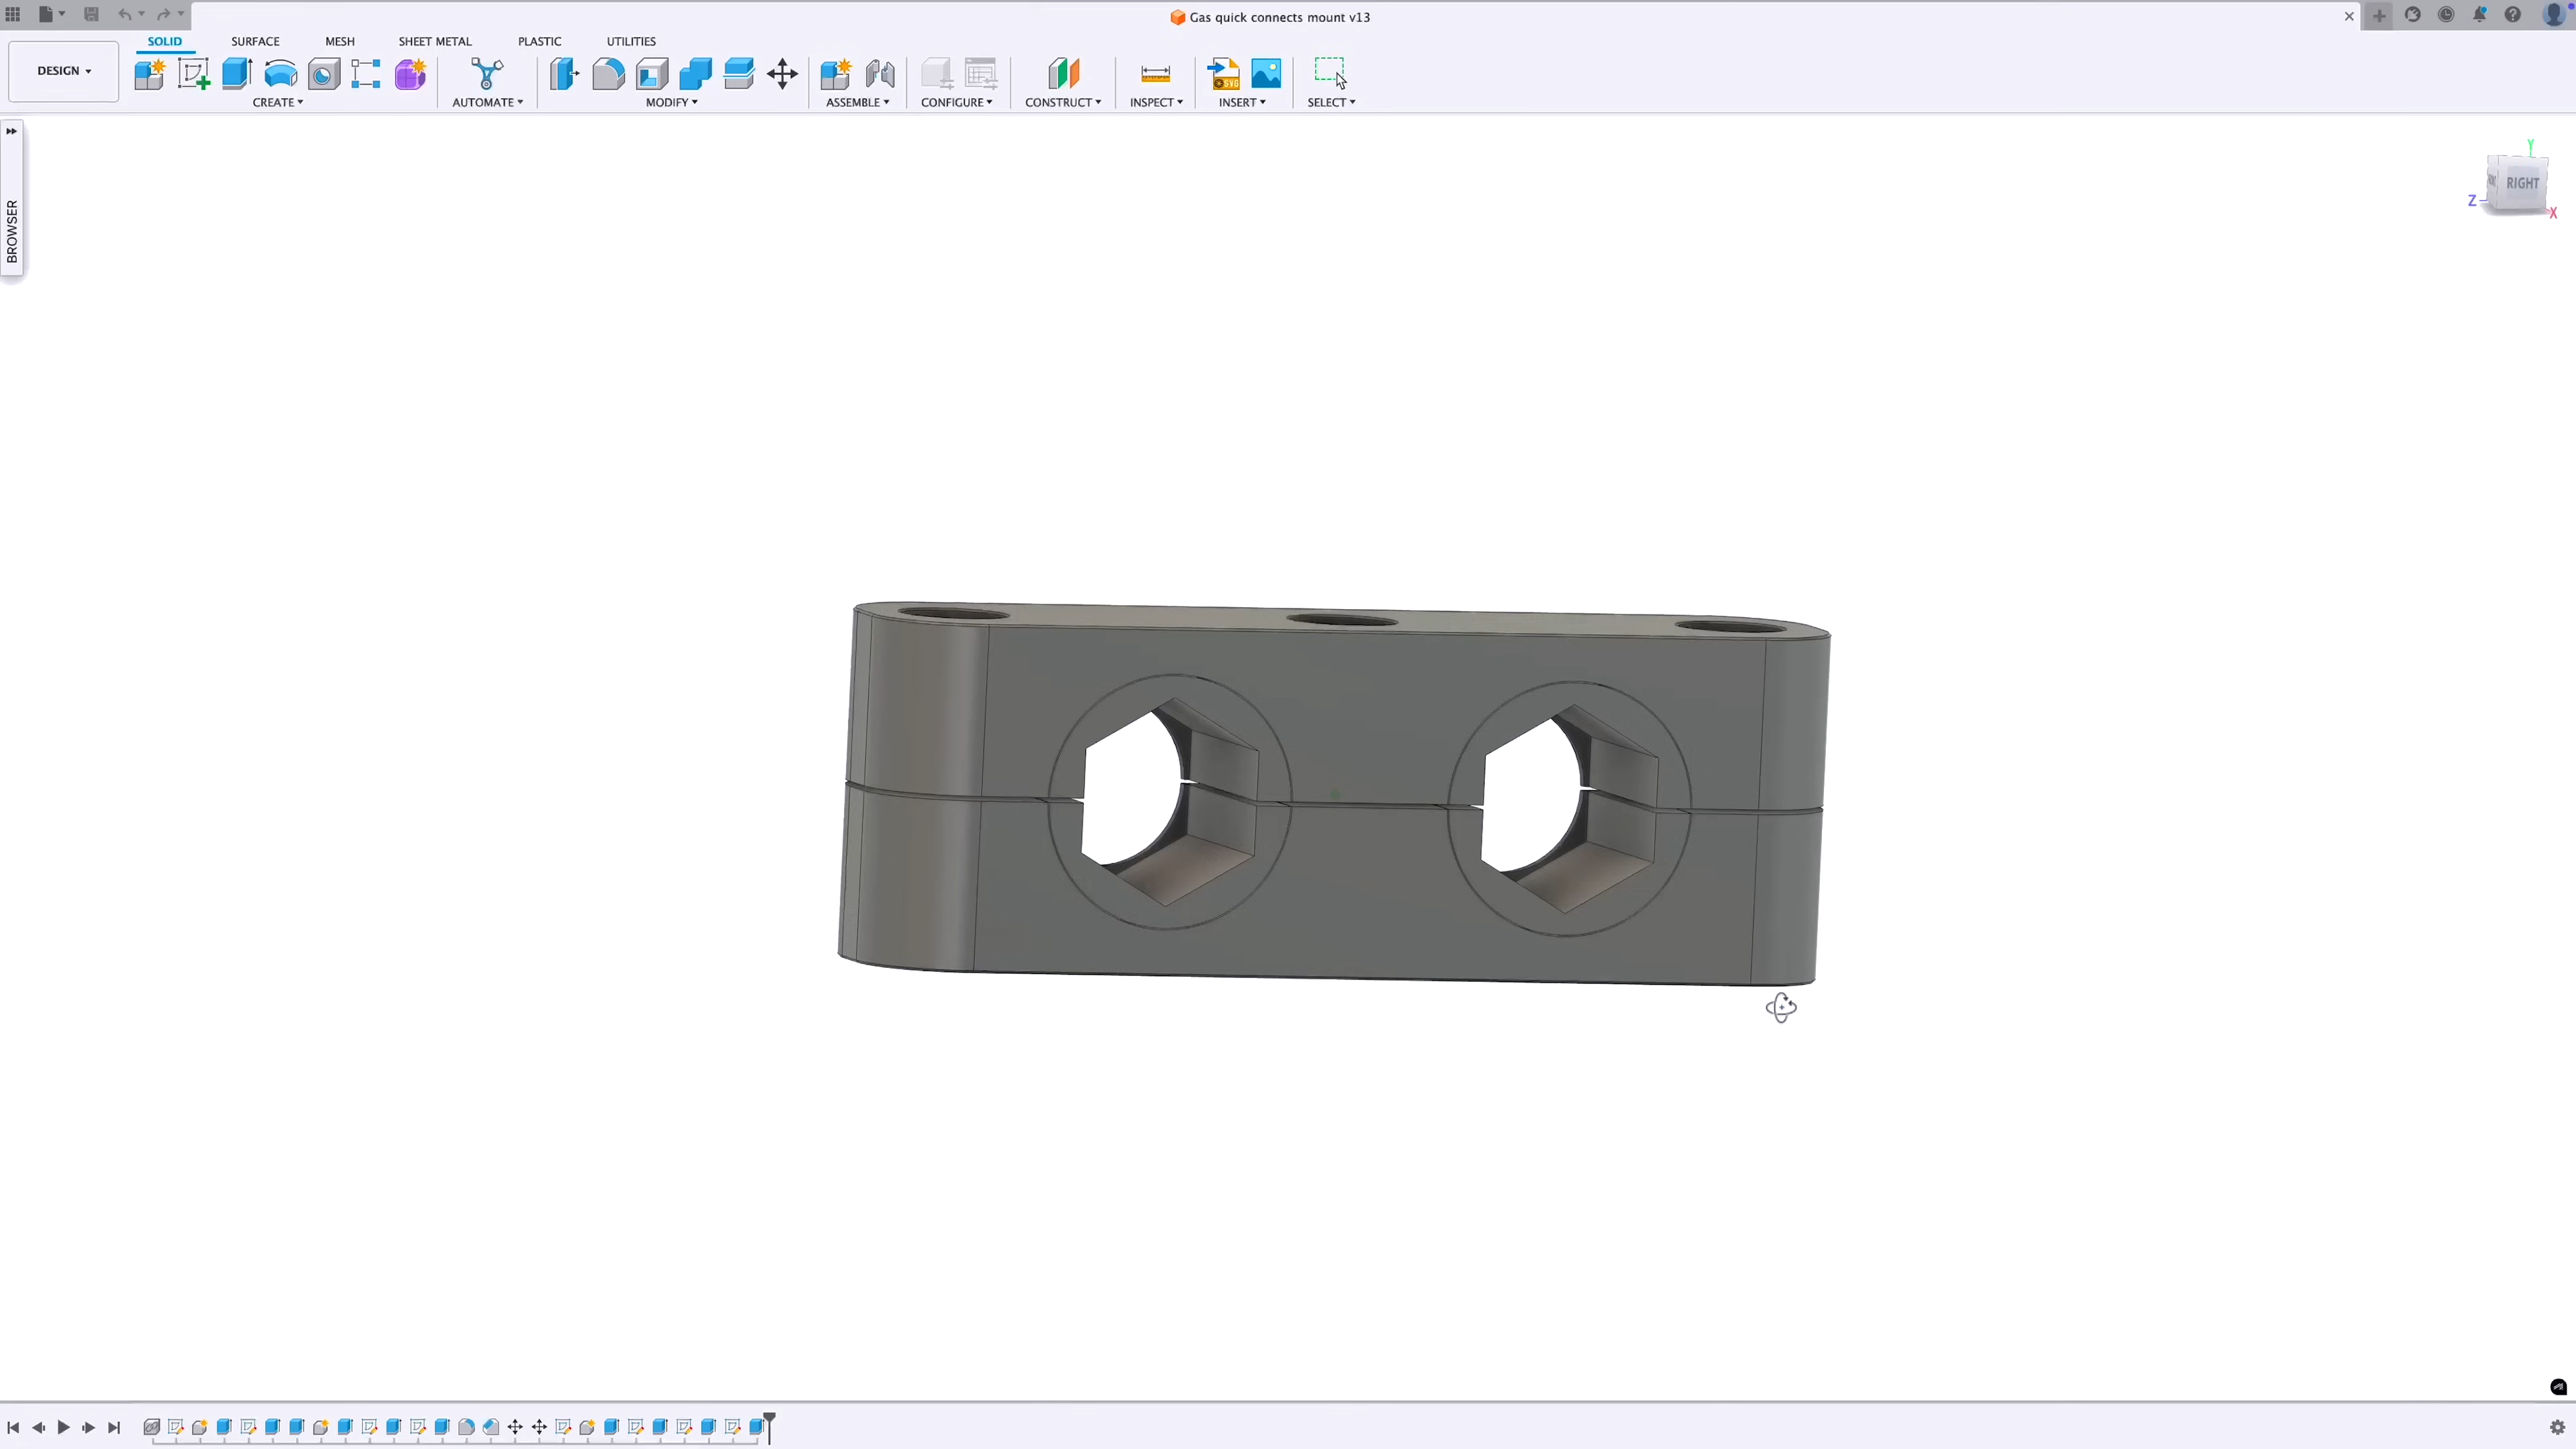 Gas quick connects mount v13
SOLID SURFACE MESH SHEET METAL PLASTIC UTILITIES
DESIGN
CREATE AUTOMATE MODIFY ASSEMBLE CONFIGURE CONSTRUCT INSPECT INSERT SELECT
BROWSER
Y
RIGHT
Z
X